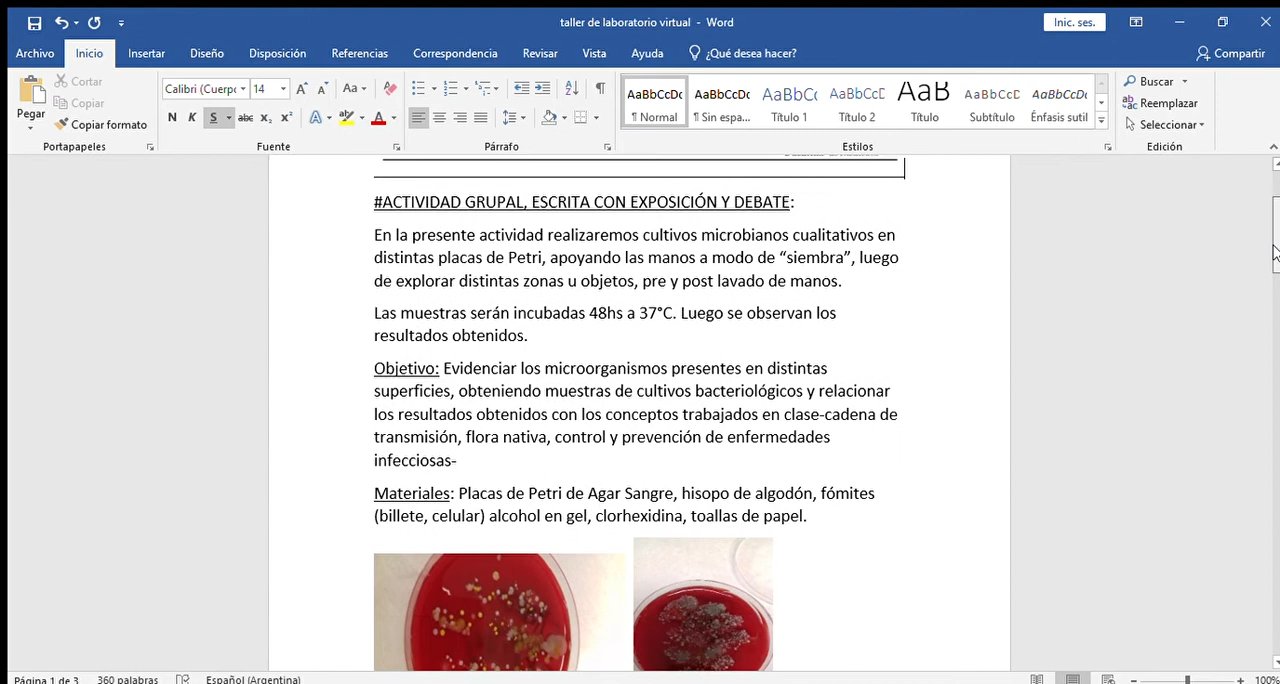 taller de laboratorio virtual - Word
Inic. ses.
Archivo Inicio Insertar Diseño Disposición Referencias Correspondencia Revisar Vista Ayuda ¿Qué desea hacer? Compartir
Pegar
Cortar
Copiar
Copiar formato
Portapapeles
Calibri (Cuerpo 14
Aa
N K S abc x₂ x²
Fuente
Párrafo
AaBbCcDc AaBbCcDc AaBbCc AaBbCcD AaB AaBbCcD AaBbCcDc
¶ Normal ¶ Sin espa... Título 1 Título 2 Título Subtítulo Énfasis sutil
Estilos
Buscar
Reemplazar
Seleccionar
Edición
#ACTIVIDAD GRUPAL, ESCRITA CON EXPOSICIÓN Y DEBATE:
En la presente actividad realizaremos cultivos microbianos cualitativos en
distintas placas de Petri, apoyando las manos a modo de “siembra”, luego
de explorar distintas zonas u objetos, pre y post lavado de manos.
Las muestras serán incubadas 48hs a 37°C. Luego se observan los
resultados obtenidos.
Objetivo: Evidenciar los microorganismos presentes en distintas
superficies, obteniendo muestras de cultivos bacteriológicos y relacionar
los resultados obtenidos con los conceptos trabajados en clase-cadena de
transmisión, flora nativa, control y prevención de enfermedades
infecciosas-
Materiales: Placas de Petri de Agar Sangre, hisopo de algodón, fómites
(billete, celular) alcohol en gel, clorhexidina, toallas de papel.
Página 1 de 3 360 palabras Español (Argentina) 100%